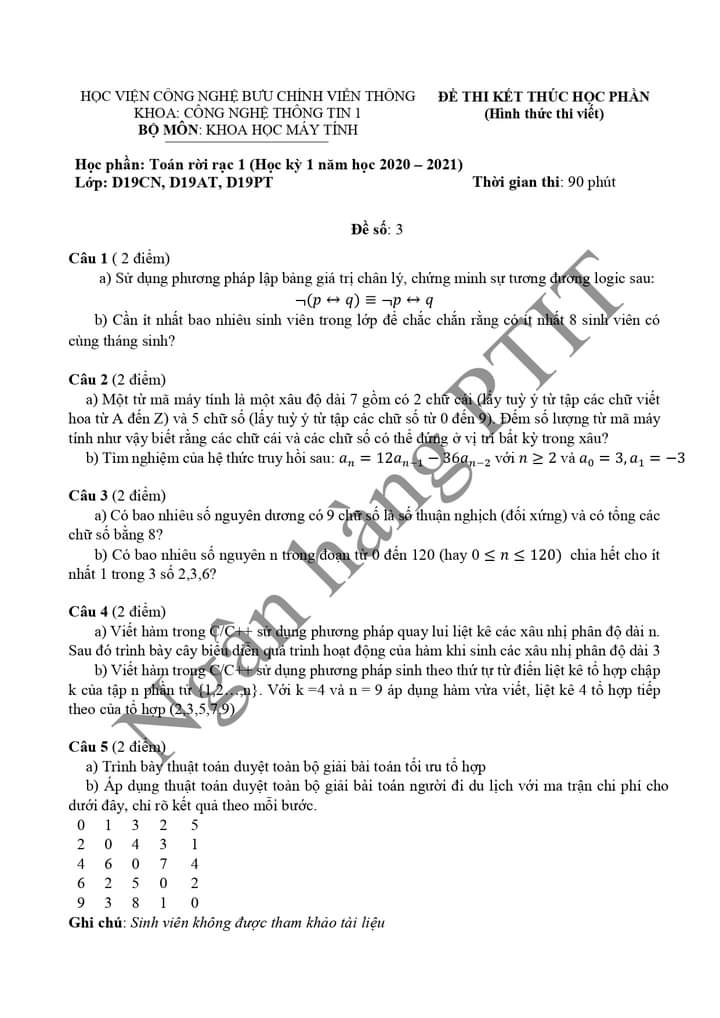 HỌC VIỆN CÔNG NGHỆ BƯU CHÍNH VIỄN THÔNG
KHOA: CÔNG NGHỆ THÔNG TIN 1
BỘ MÔN: KHOA HỌC MÁY TÍNH
ĐỀ THI KẾT THÚC HỌC PHẦN
(Hình thức thi viết)
Học phần: Toán rời rạc 1 (Học kỳ 1 năm học 2020 – 2021)
Lớp: D19CN, D19AT, D19PT
Thời gian thi: 90 phút
Đề số: 3
Câu 1 ( 2 điểm)
a) Sử dụng phương pháp lập bảng giá trị chân lý, chứng minh sự tương đương logic sau:
¬(p ↔ q) ≡ ¬p ↔ q
b) Cần ít nhất bao nhiêu sinh viên trong lớp để chắc chắn rằng có ít nhất 8 sinh viên có
cùng tháng sinh?
Câu 2 (2 điểm)
a) Một từ mã máy tính là một xâu độ dài 7 gồm có 2 chữ cái (lấy tuỳ ý từ tập các chữ viết
hoa từ A đến Z) và 5 chữ số (lấy tuỳ ý từ tập các chữ số từ 0 đến 9). Đếm số lượng từ mã máy
tính như vậy biết rằng các chữ cái và các chữ số có thể đứng ở vị trí bất kỳ trong xâu?
b) Tìm nghiệm của hệ thức truy hồi sau: aₙ = 12aₙ₋₁ − 36aₙ₋₂ với n ≥ 2 và a₀ = 3, a₁ = −3
Câu 3 (2 điểm)
a) Có bao nhiêu số nguyên dương có 9 chữ số là số thuận nghịch (đối xứng) và có tổng các
chữ số bằng 8?
b) Có bao nhiêu số nguyên n trong đoạn từ 0 đến 120 (hay 0 ≤ n ≤ 120) chia hết cho ít
nhất 1 trong 3 số 2,3,6?
Câu 4 (2 điểm)
a) Viết hàm trong C/C++ sử dụng phương pháp quay lui liệt kê các xâu nhị phân độ dài n.
Sau đó trình bày cây biểu diễn quá trình hoạt động của hàm khi sinh các xâu nhị phân độ dài 3
b) Viết hàm trong C/C++ sử dụng phương pháp sinh theo thứ tự từ điển liệt kê tổ hợp chập
k của tập n phần tử {1,2…,n}. Với k =4 và n = 9 áp dụng hàm vừa viết, liệt kê 4 tổ hợp tiếp
theo của tổ hợp (2,3,5,7,9)
Câu 5 (2 điểm)
a) Trình bày thuật toán duyệt toàn bộ giải bài toán tối ưu tổ hợp
b) Áp dụng thuật toán duyệt toàn bộ giải bài toán người đi du lịch với ma trận chi phí cho
dưới đây, chỉ rõ kết quả theo mỗi bước.
0 1 3 2 5
2 0 4 3 1
4 6 0 7 4
6 2 5 0 2
9 3 8 1 0
Ghi chú: Sinh viên không được tham khảo tài liệu
Ngân hàng PTIT